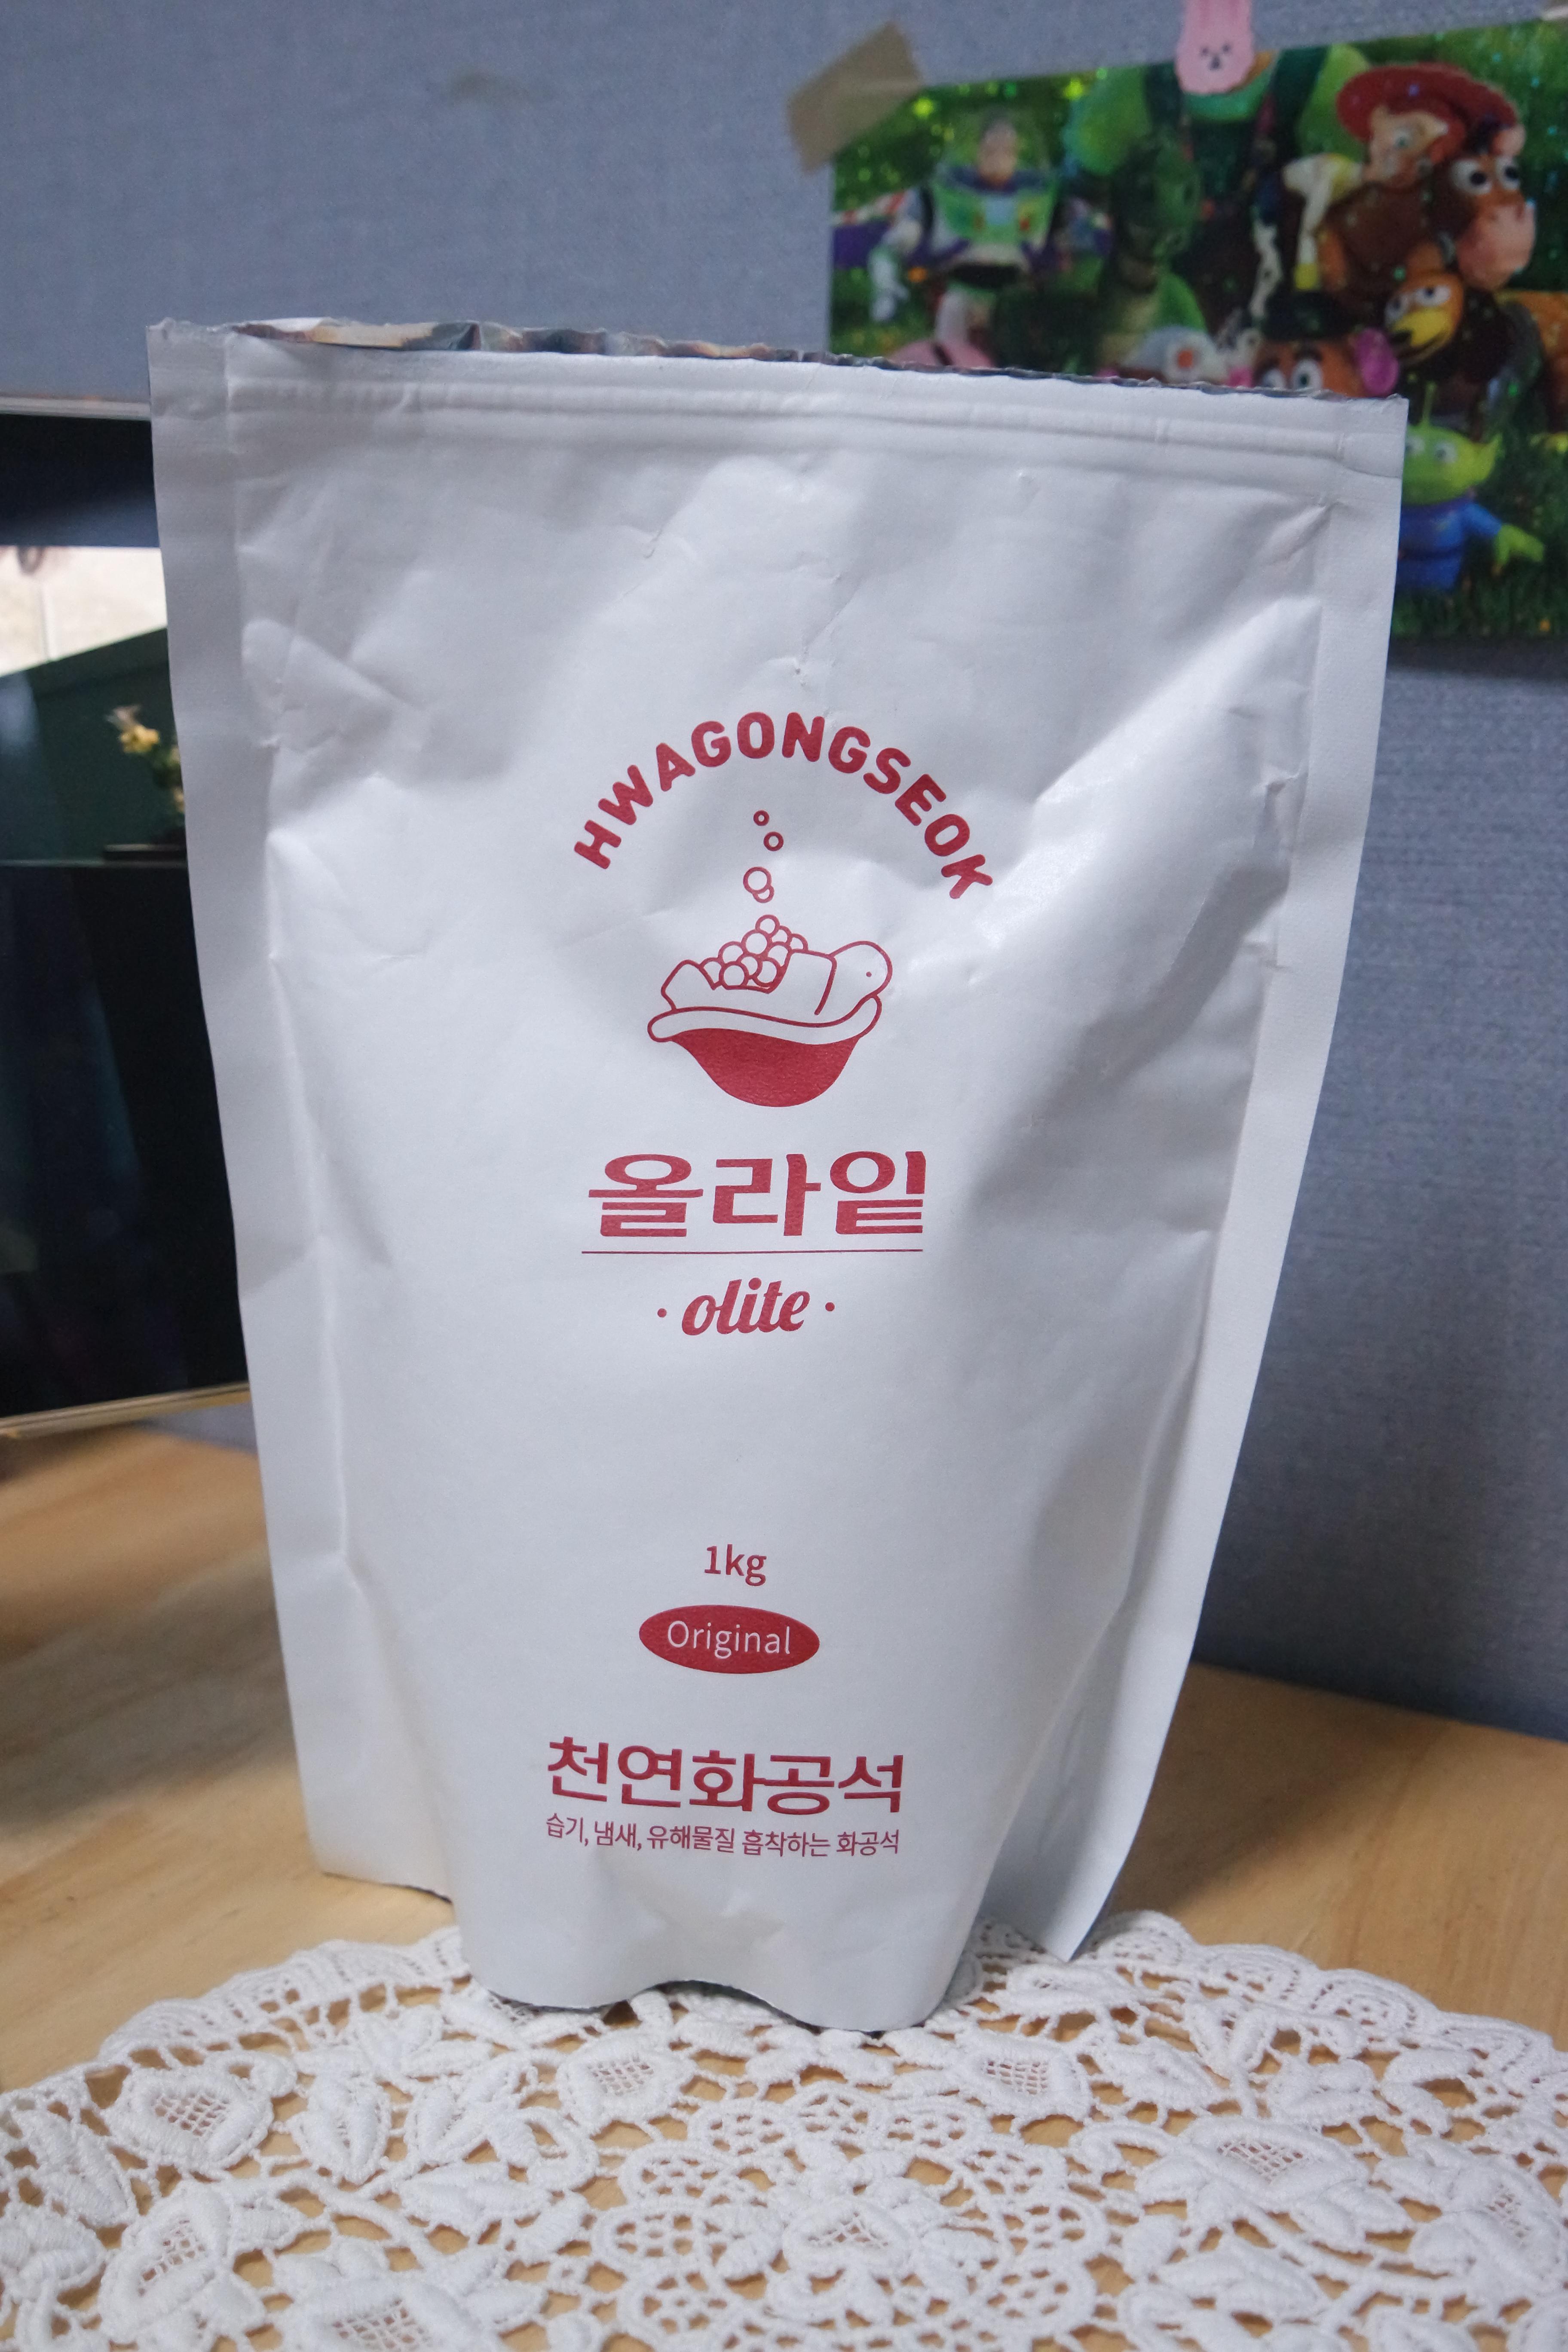 HWAGONGSEOK
올라잍
· olite ·
1kg
Original
천연화공석
습기, 냄새, 유해물질 흡착하는 화공석